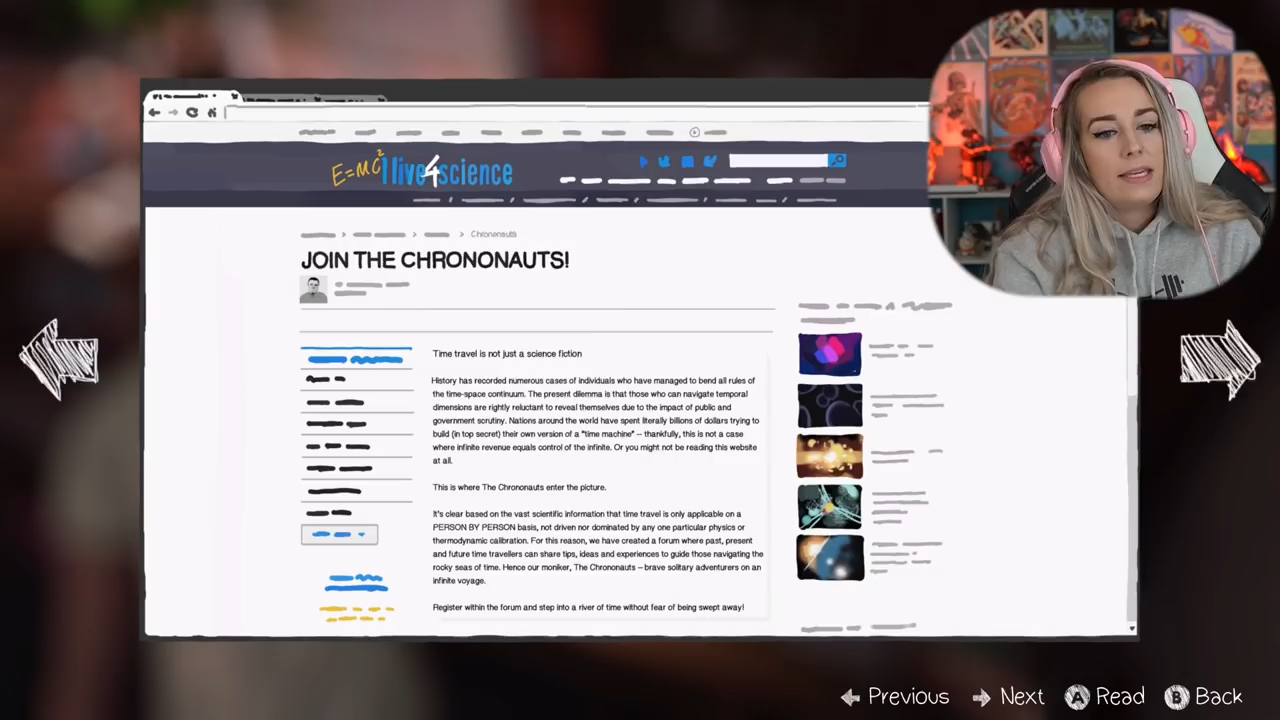 E=mc² I live4science
Chrononauts
JOIN THE CHRONONAUTS!
Time travel is not just a science fiction
History has recorded numerous cases of individuals who have managed to bend all rules of
the time-space continuum. The present dilemma is that those who can navigate temporal
dimensions are rightly reluctant to reveal themselves due to the impact of public and
government scrutiny. Nations around the world have spent literally billions of dollars trying to
build (in top secret) their own version of a "time machine" -- thankfully, this is not a case
where infinite revenue equals control of the infinite. Or you might not be reading this website
at all.
This is where The Chrononauts enter the picture.
It's clear based on the vast scientific information that time travel is only applicable on a
PERSON BY PERSON basis, not driven nor dominated by any one particular physics or
thermodynamic calibration. For this reason, we have created a forum where past, present
and future time travellers can share tips, ideas and experiences to guide those navigating the
rocky seas of time. Hence our moniker, The Chrononauts – brave solitary adventurers on an
infinite voyage.
Register within the forum and step into a river of time without fear of being swept away!
Previous Next A Read B Back